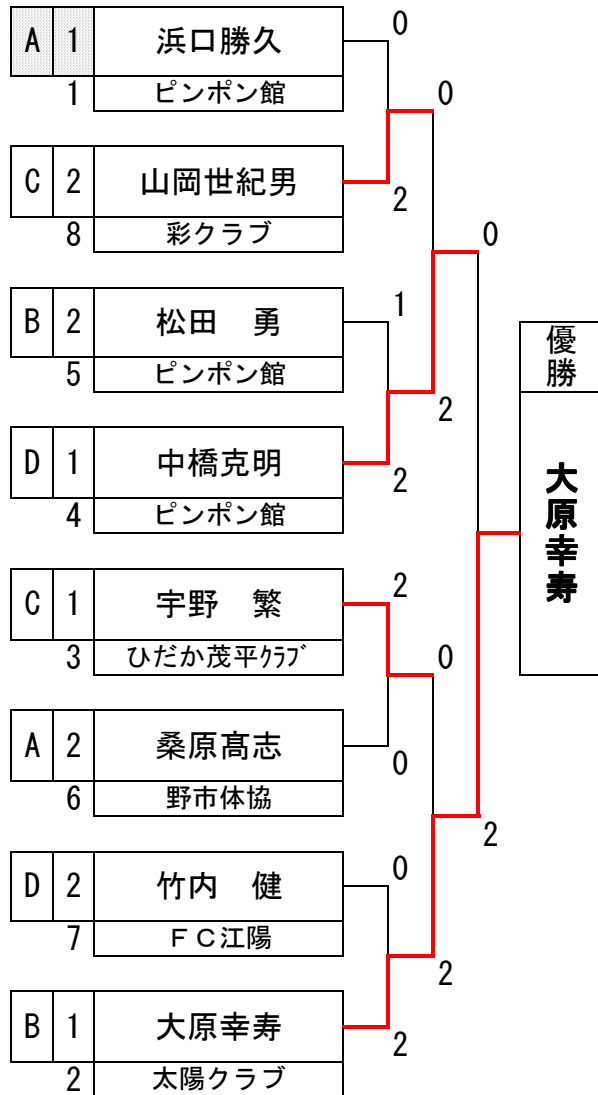 0
A 1 浜口勝久
1 ピンポン館
0
C 2 山岡世紀男
2
8 彩クラブ
0
B 2 松田　勇
1
5 ピンポン館
2
D 1 中橋克明
2
4 ピンポン館
優勝
大原幸寿
C 1 宇野　繁
2
3 ひだか茂平ｸﾗﾌﾞ
0
A 2 桑原髙志
0
6 野市体協
2
D 2 竹内　健
0
7 ＦＣ江陽
2
B 1 大原幸寿
2
2 太陽クラブ